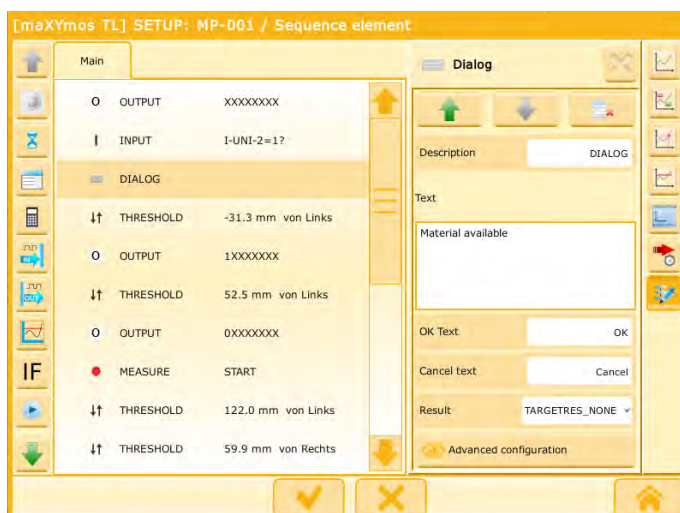 [maXYmos TL] SETUP: MP-001 / Sequence element
Main
O OUTPUT XXXXXXXX
I INPUT I-UNI-2=1?
DIALOG
↓↑ THRESHOLD -31.3 mm von Links
O OUTPUT 1XXXXXXX
↓↑ THRESHOLD 52.5 mm von Links
O OUTPUT 0XXXXXXX
MEASURE START
↓↑ THRESHOLD 122.0 mm von Links
↓↑ THRESHOLD 59.9 mm von Rechts
IN
OUT
IF
Dialog
Description DIALOG
Text
Material available
OK Text OK
Cancel text Cancel
Result TARGETRES_NONE
Advanced configuration